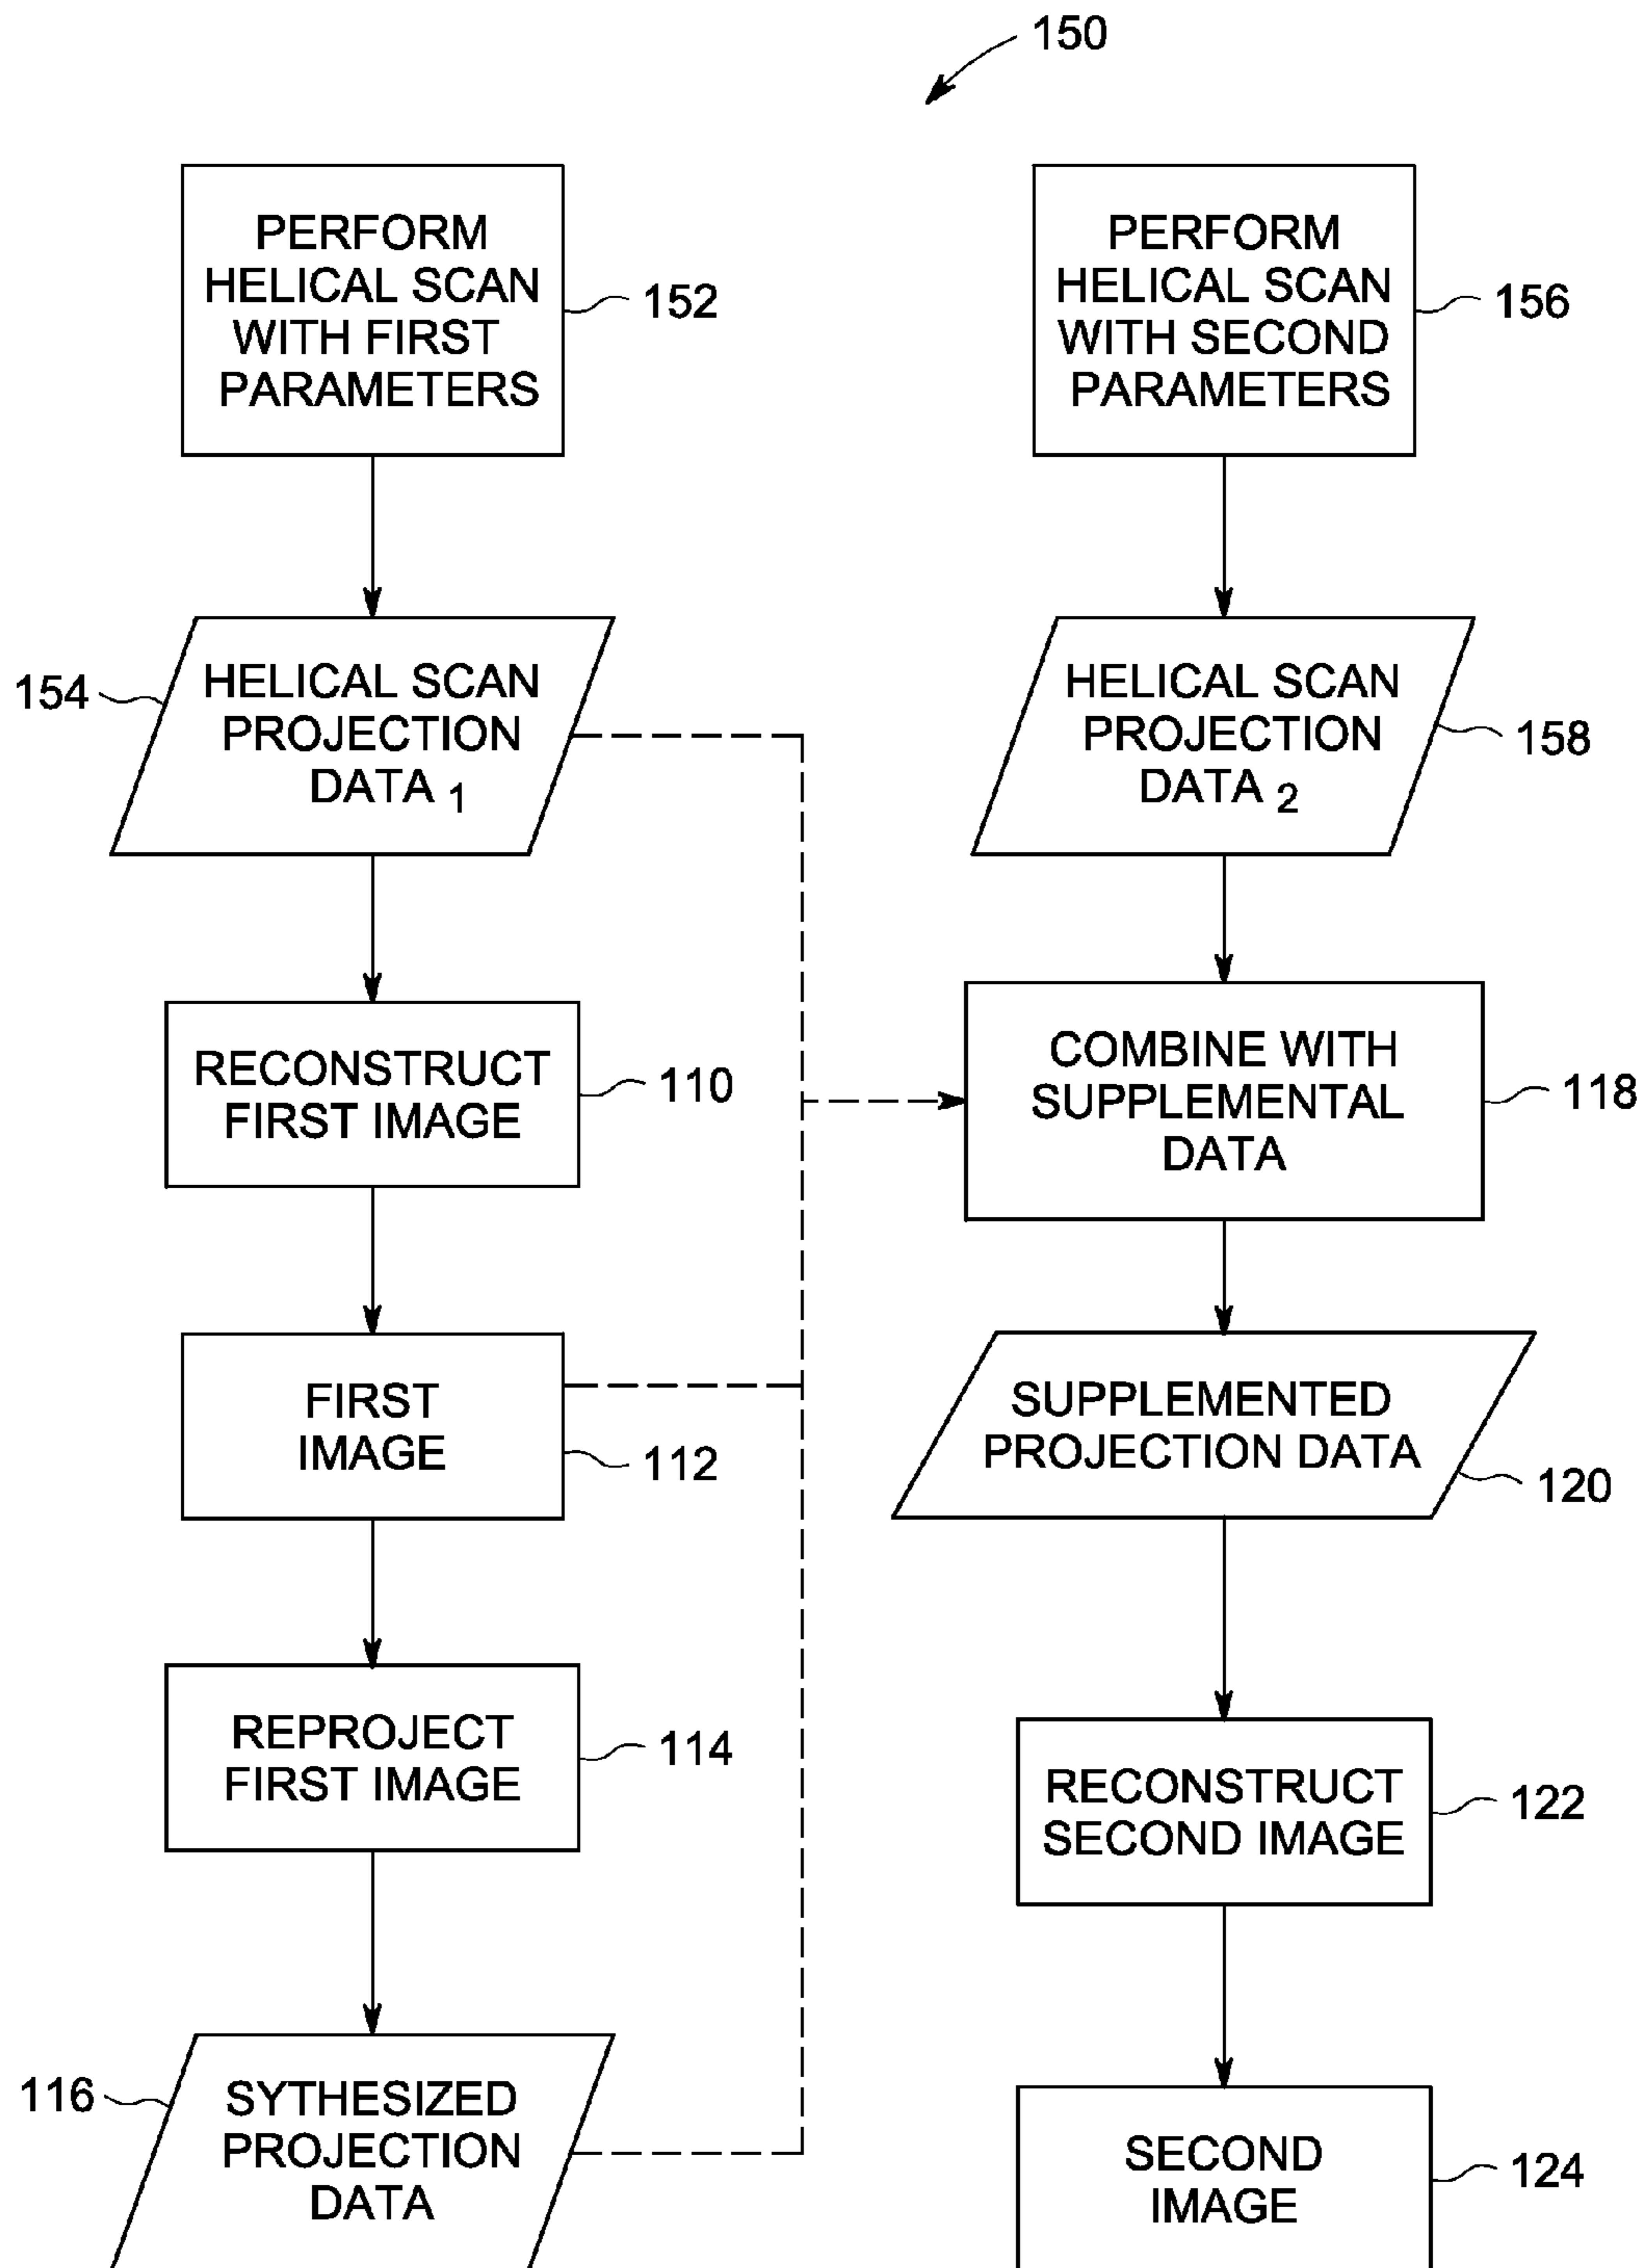 150
PERFORM
HELICAL SCAN
WITH FIRST
PARAMETERS
152
PERFORM
HELICAL SCAN
WITH SECOND
PARAMETERS
156
154
HELICAL SCAN
PROJECTION
DATA 1
HELICAL SCAN
PROJECTION
DATA 2
158
RECONSTRUCT
FIRST IMAGE
110
COMBINE WITH
SUPPLEMENTAL
DATA
118
FIRST
IMAGE
112
SUPPLEMENTED
PROJECTION DATA
120
REPROJECT
FIRST IMAGE
114
RECONSTRUCT
SECOND IMAGE
122
116
SYTHESIZED
PROJECTION
DATA
SECOND
IMAGE
124